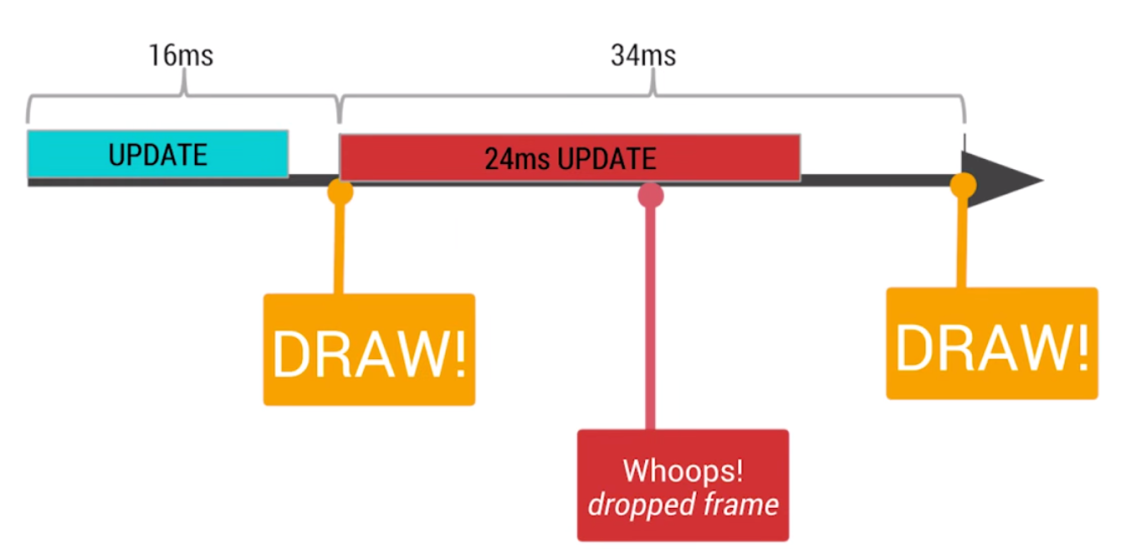 16ms
34ms
UPDATE
24ms UPDATE
DRAW!
DRAW!
Whoops!
dropped frame